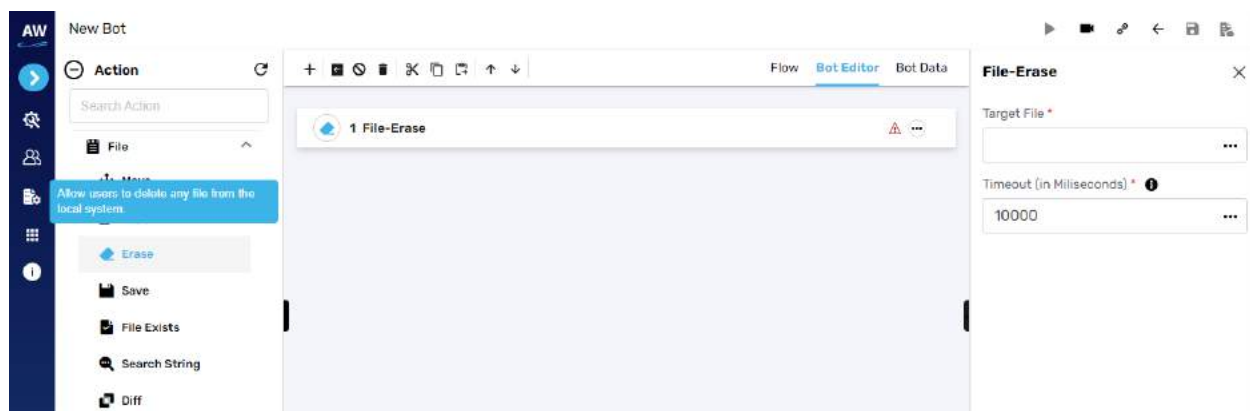 AW
New Bot
Action
Search Action
File
Move
Allow users to delete any file from the
local system.
Erase
Save
File Exists
Search String
Diff
Flow Bot Editor Bot Data
1 File-Erase
File-Erase
Target File *
Timeout (in Miliseconds) *
10000